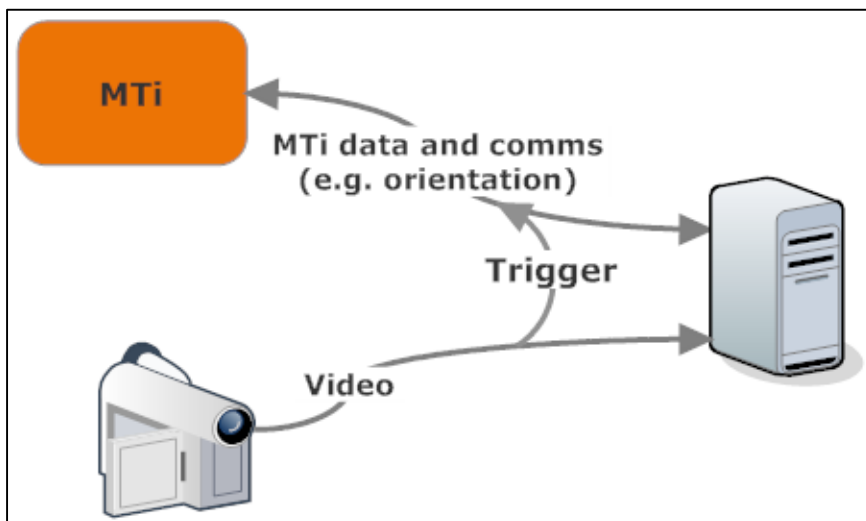 MTi
MTi data and comms
(e.g. orientation)
Trigger
Video